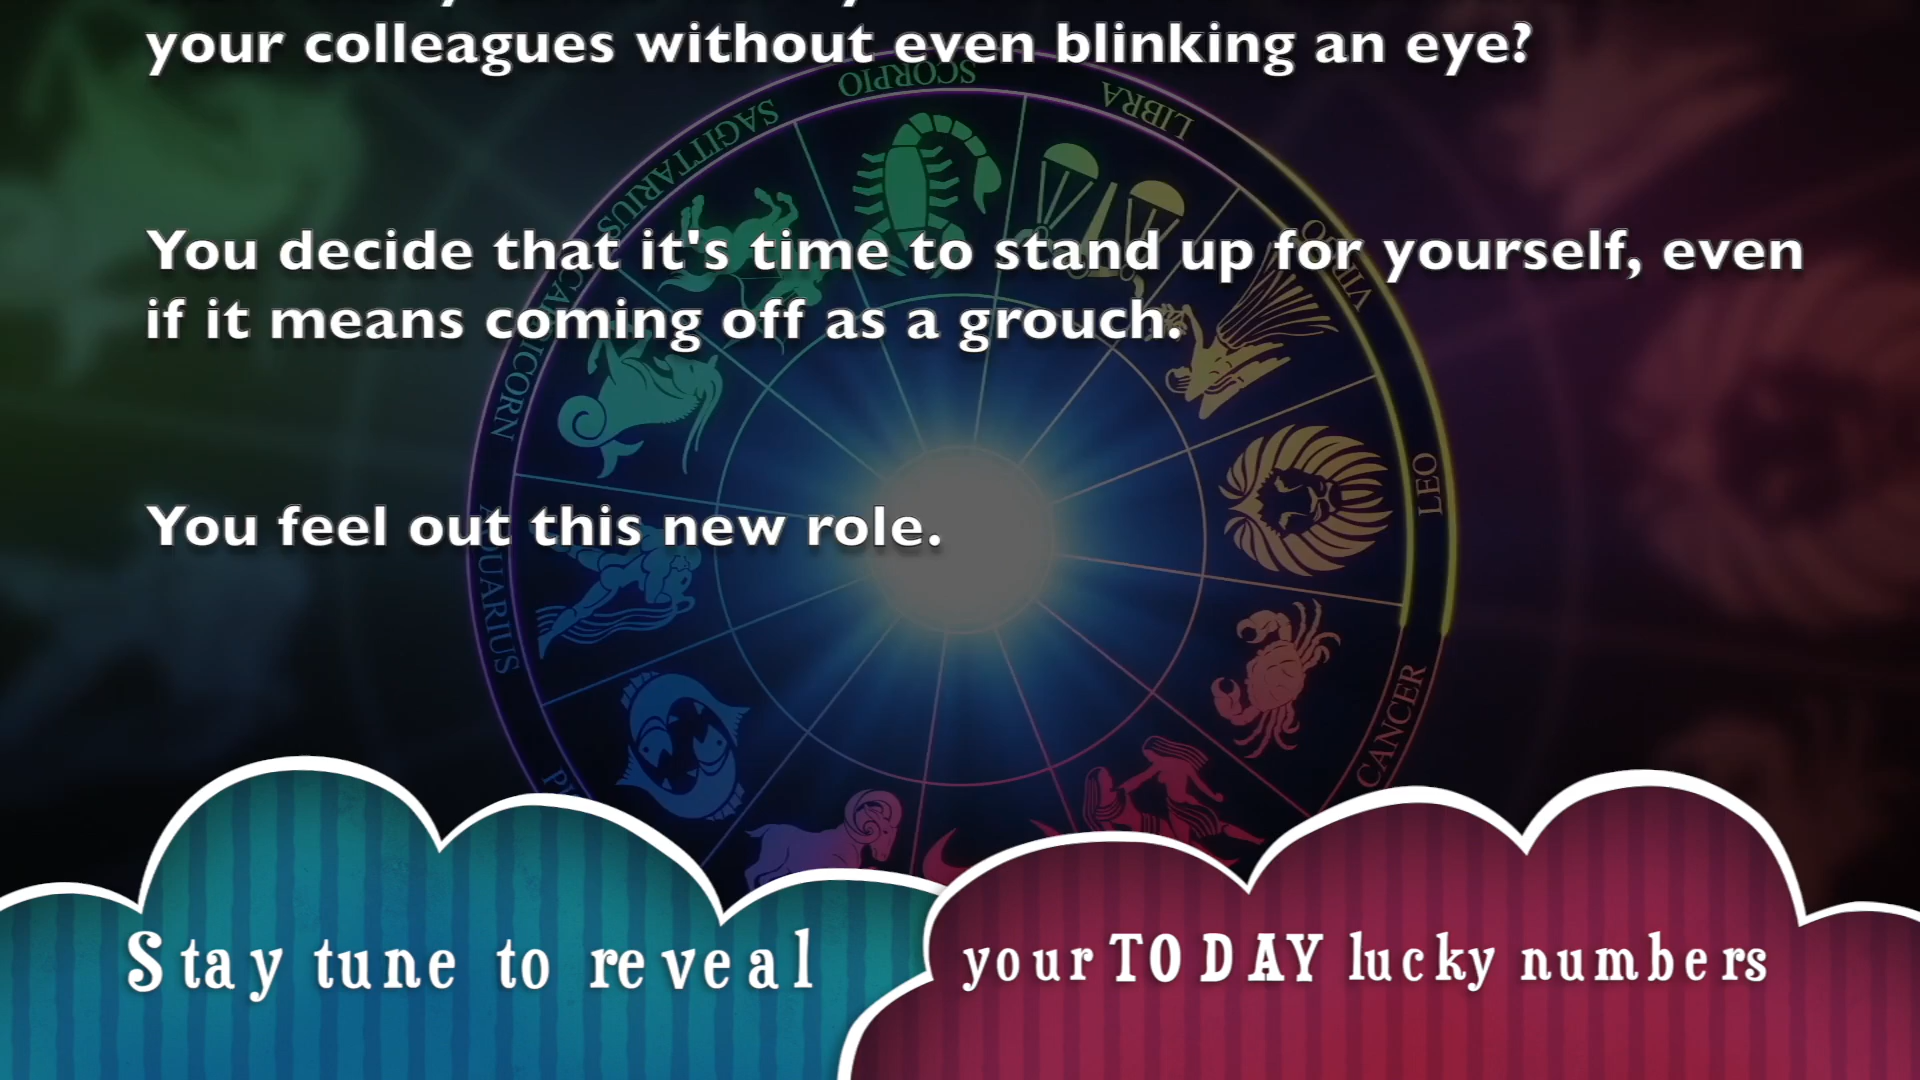 your colleagues without even blinking an eye?
SCORPIO
LIBRA
SAGITTARIUS
You decide that it's time to stand up for yourself, even
if it means coming off as a grouch.
LEO
You feel out this new role.
CANCER
Stay tune to reveal
your TODAY lucky numbers